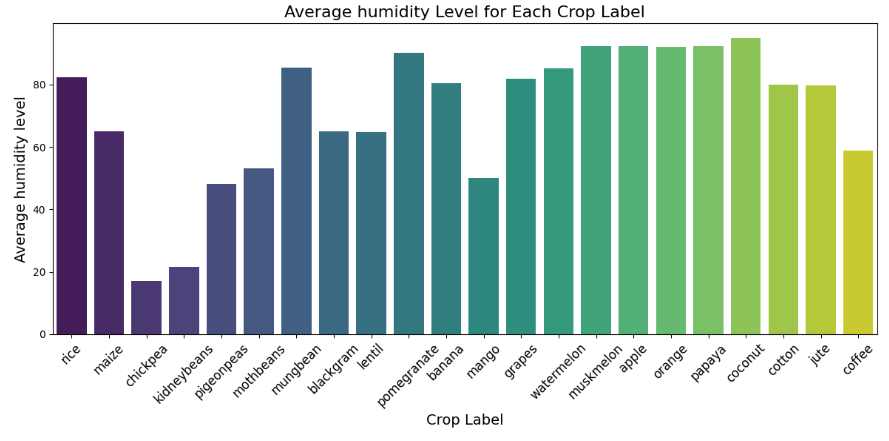 Average humidity Level for Each Crop Label
Average humidity level
80
60
40
20
0
rice
maize
chickpea
kidneybeans
pigeonpeas
mothbeans
mungbean
blackgram
lentil
pomegranate
banana
mango
grapes
watermelon
muskmelon
apple
orange
papaya
coconut
cotton
jute
coffee
Crop Label